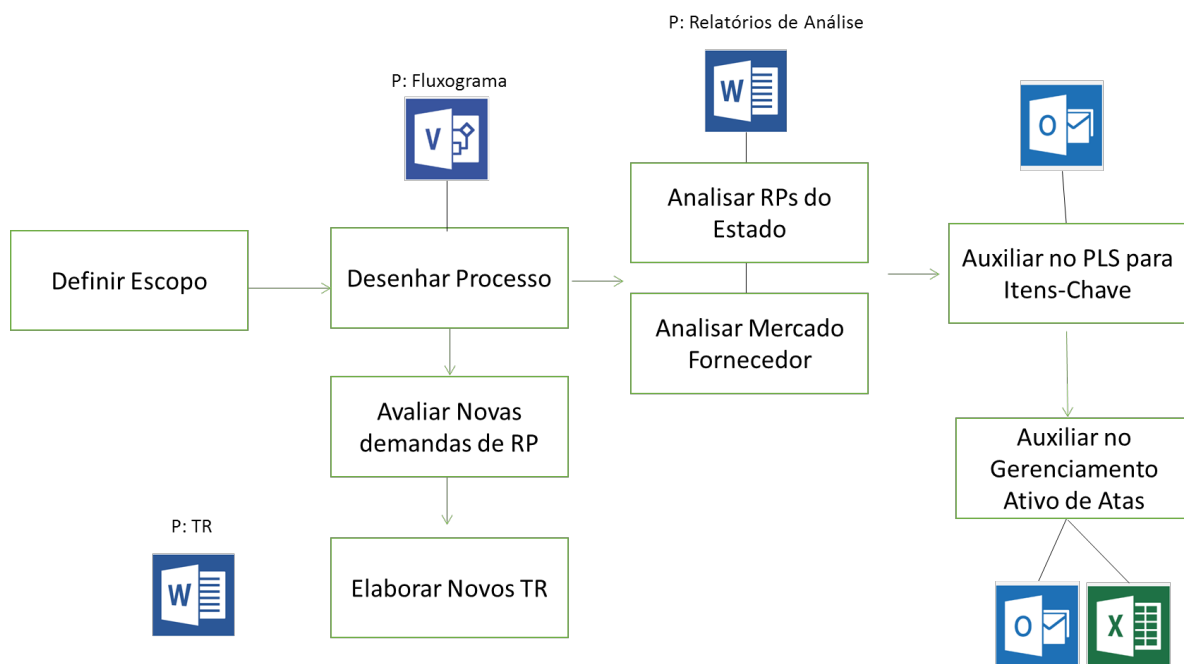 P: Relatórios de Análise
W
P: Fluxograma
V
O
Analisar RPs do
Estado
Definir Escopo
Desenhar Processo
Auxiliar no PLS para
Itens-Chave
Analisar Mercado
Fornecedor
Avaliar Novas
demandas de RP
Auxiliar no
Gerenciamento
Ativo de Atas
P: TR
W
Elaborar Novos TR
O
X